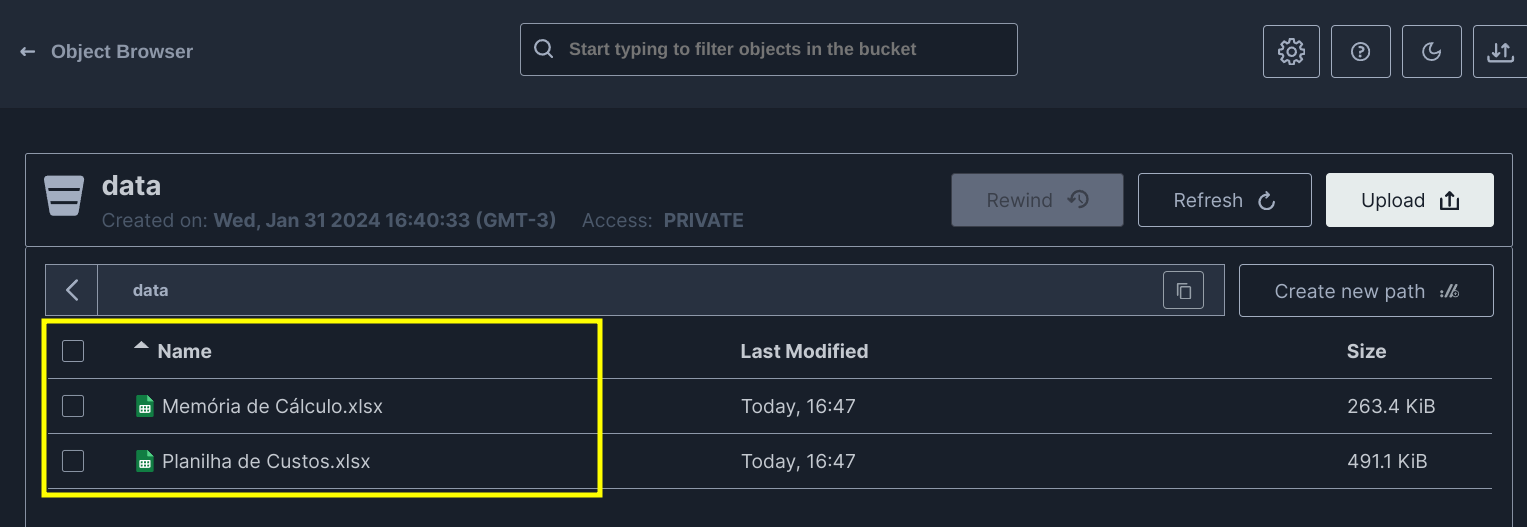 Object Browser
Start typing to filter objects in the bucket
data
Created on: Wed, Jan 31 2024 16:40:33 (GMT-3) Access: PRIVATE
Rewind
Refresh
Upload
data
Create new path
Name Last Modified Size
Memória de Cálculo.xlsx Today, 16:47 263.4 KiB
Planilha de Custos.xlsx Today, 16:47 491.1 KiB